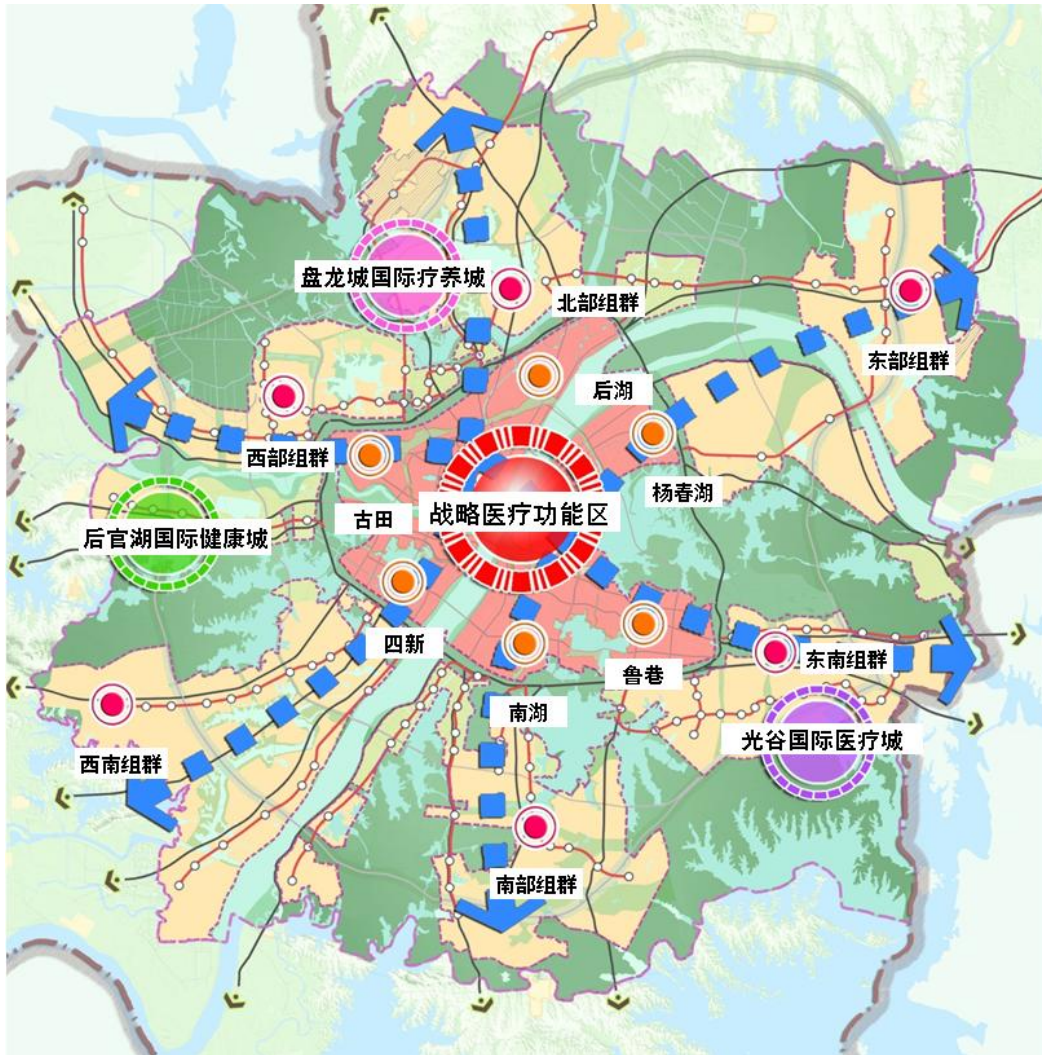 盘龙城国际疗养城
北部组群
东部组群
后湖
西部组群
杨春湖
古田
战略医疗功能区
后官湖国际健康城
四新
鲁巷
东南组群
南湖
光谷国际医疗城
西南组群
南部组群